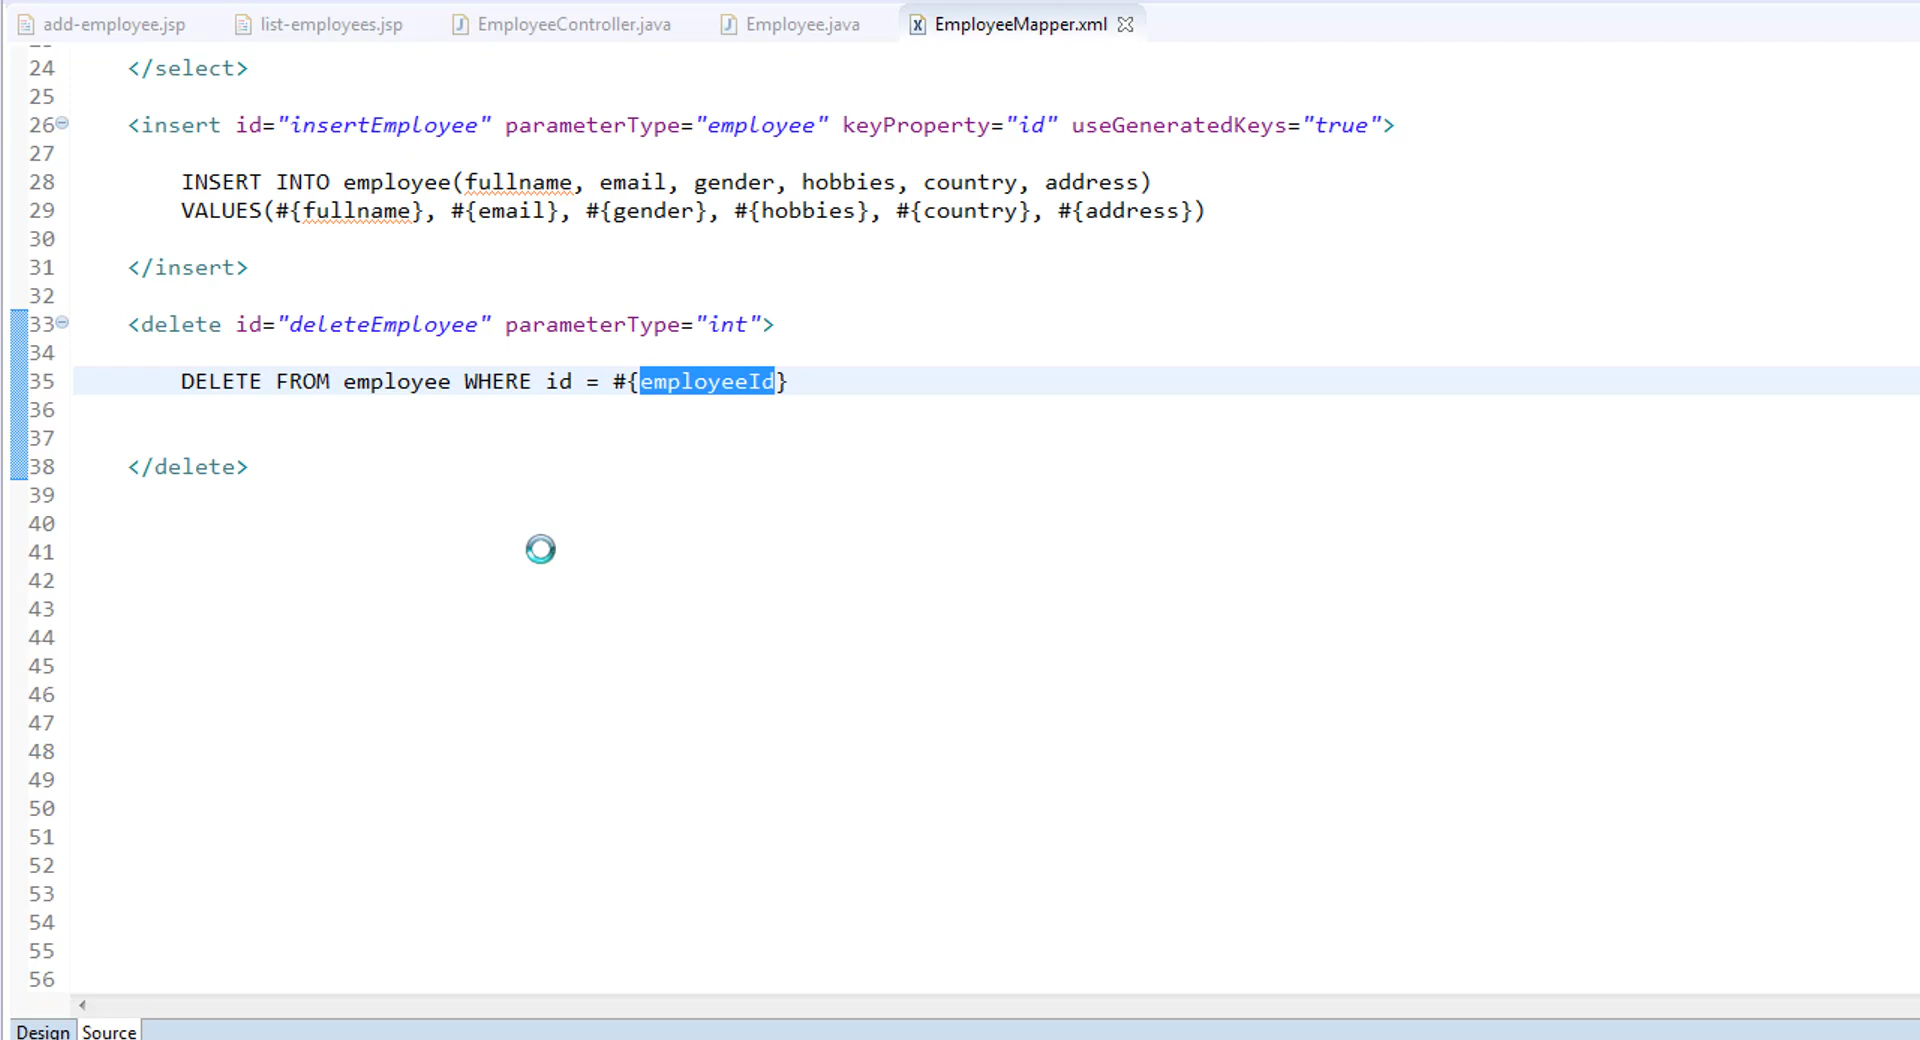 add-employee.jsp list-employees.jsp EmployeeController.java Employee.java EmployeeMapper.xml
24 </select>
25
26 <insert id="insertEmployee" parameterType="employee" keyProperty="id" useGeneratedKeys="true">
27
28 INSERT INTO employee(fullname, email, gender, hobbies, country, address)
29 VALUES(#{fullname}, #{email}, #{gender}, #{hobbies}, #{country}, #{address})
30
31 </insert>
32
33 <delete id="deleteEmployee" parameterType="int">
34
35 DELETE FROM employee WHERE id = #{employeeId}
36
37
38 </delete>
39
40
41
42
43
44
45
46
47
48
49
50
51
52
53
54
55
56
Design Source